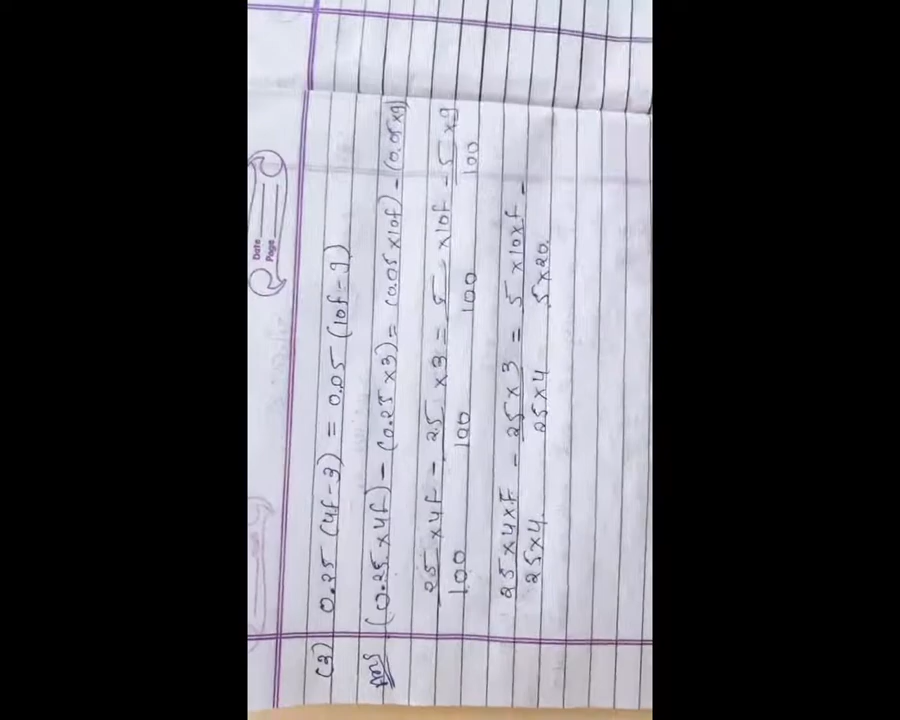 Date
Page
(3) 0.25 (4f - 3) = 0.05 (10f - 9)
Ans (0.25 × 4f) - (0.25 × 3) = (0.05 × 10f) - (0.05 × 9)
25/100 × 4f - 25/100 × 3 = 5/100 × 10f - 5/100 × 9
25×4×f/25×4 - 25×3/25×4 = 5×10×f/5×20 -